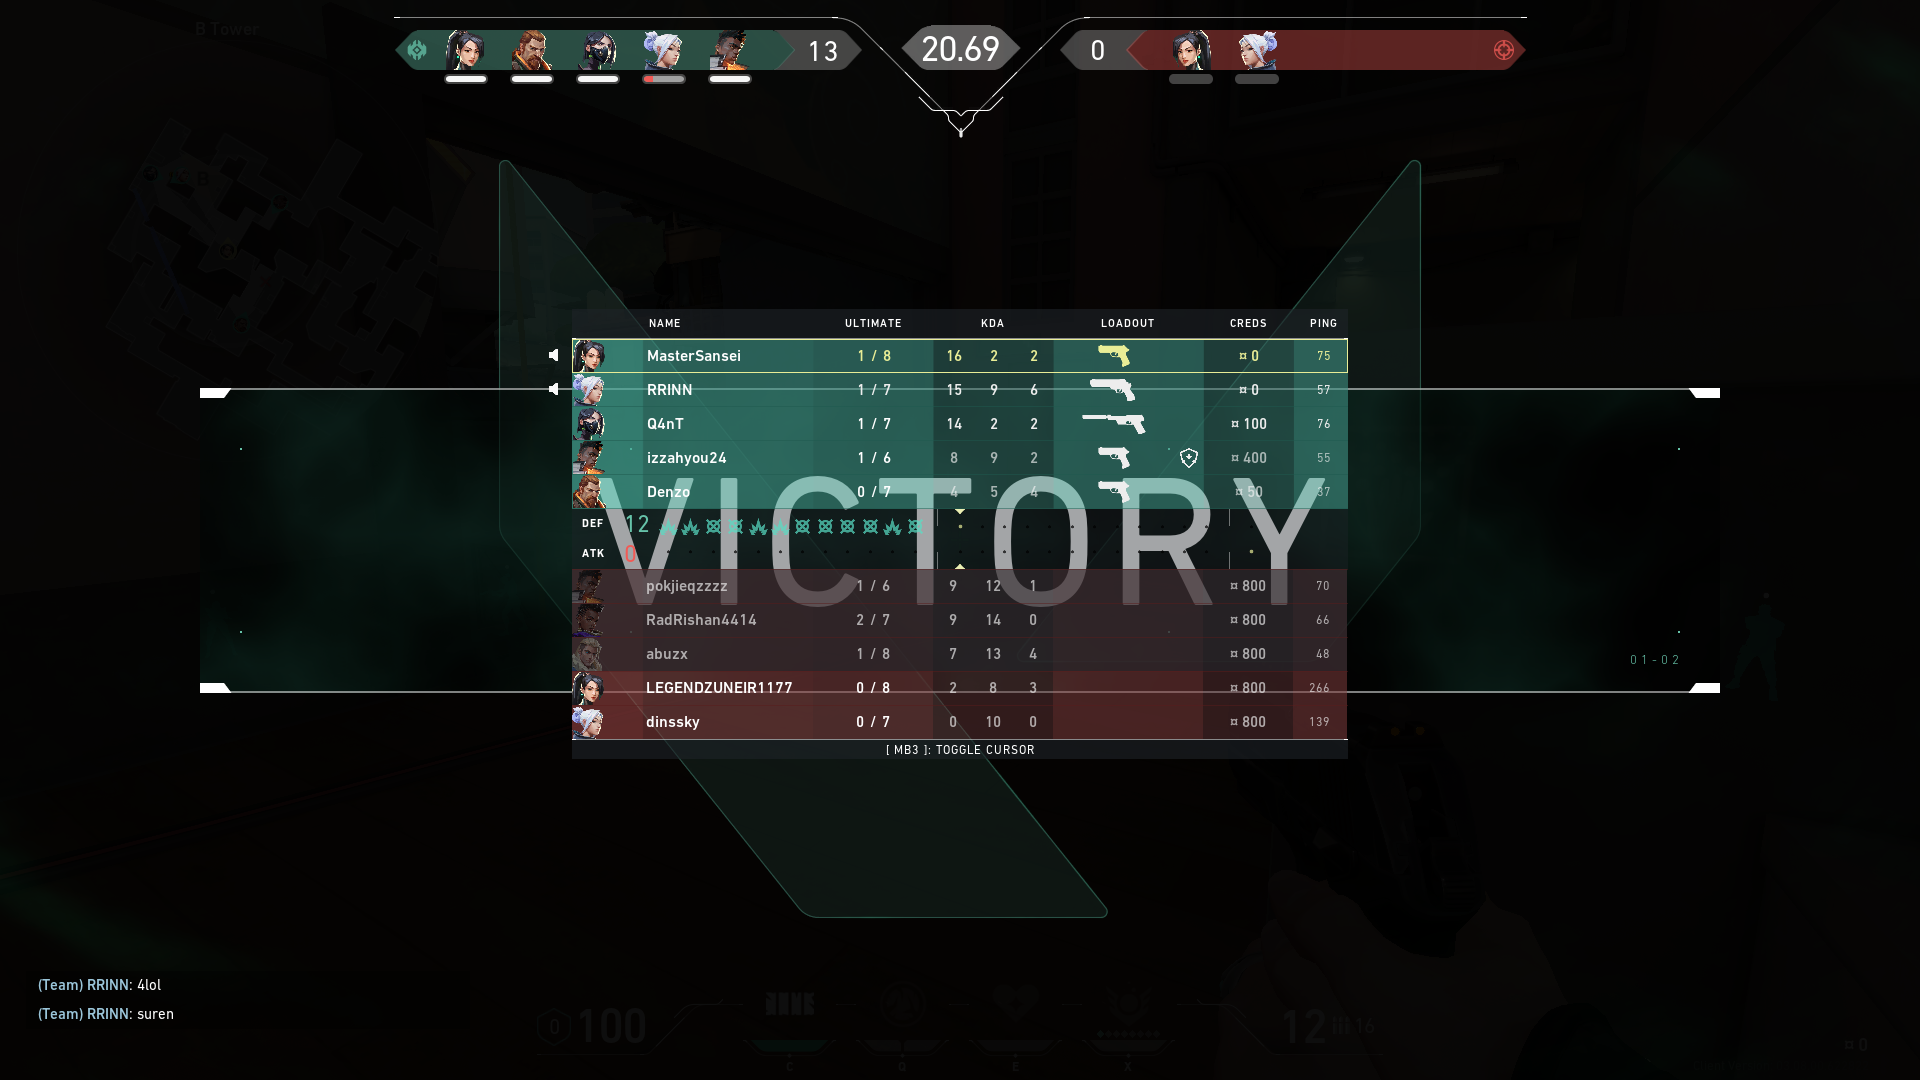 B Tower
13
20.69
0
NAME ULTIMATE KDA LOADOUT CREDS PING
MasterSansei 1 / 8 16 2 2 ¤ 0 75
RRINN 1 / 7 15 9 6 ¤ 0 57
Q4nT 1 / 7 14 2 2 ¤ 100 76
izzahyou24 1 / 6 8 9 2 ¤ 400 55
Denzo 0 / 7 4 5 4 ¤ 50 37
VICTORY
DEF 12
ATK 0
pokjieqzzzz 1 / 6 9 12 1 ¤ 800 70
RadRishan4414 2 / 7 9 14 0 ¤ 800 66
abuzx 1 / 8 7 13 4 ¤ 800 48
01-02
LEGENDZUNEIR1177 0 / 8 2 8 3 ¤ 800 266
dinssky 0 / 7 0 10 0 ¤ 800 139
[ MB3 ]: TOGGLE CURSOR
(Team) RRINN: 4lol
(Team) RRINN: suren
0 100
12 16
¤ 0
C Q E X